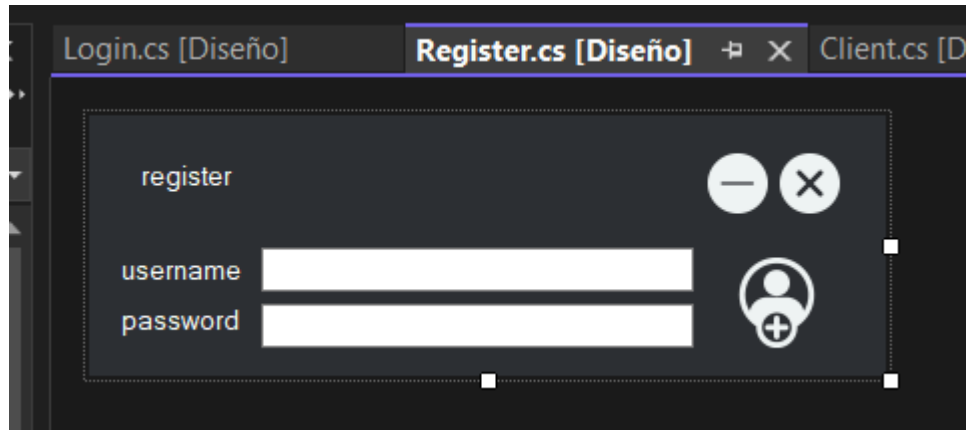 Login.cs [Diseño] Register.cs [Diseño] Client.cs [D
register
username
password